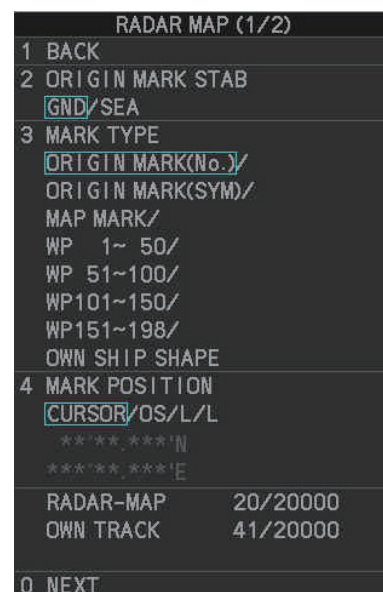 RADAR MAP (1/2)
1 BACK
2 ORIGIN MARK STAB
GND/SEA
3 MARK TYPE
ORIGIN MARK(No.)/
ORIGIN MARK(SYM)/
MAP MARK/
WP 1~ 50/
WP 51~100/
WP101~150/
WP151~198/
OWN SHIP SHAPE
4 MARK POSITION
CURSOR/OS/L/L
**'**.***'N
***'**.***'E
RADAR-MAP 20/20000
OWN TRACK 41/20000
0 NEXT